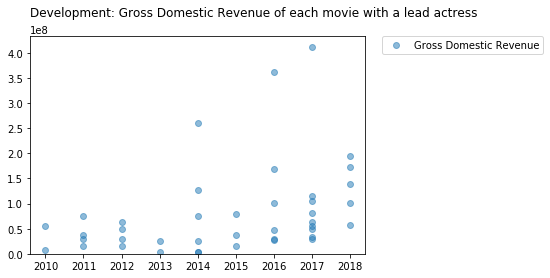 Development: Gross Domestic Revenue of each movie with a lead actress
1e8
Gross Domestic Revenue
4.0
3.5
3.0
2.5
2.0
1.5
1.0
0.5
0.0
2010 2011 2012 2013 2014 2015 2016 2017 2018